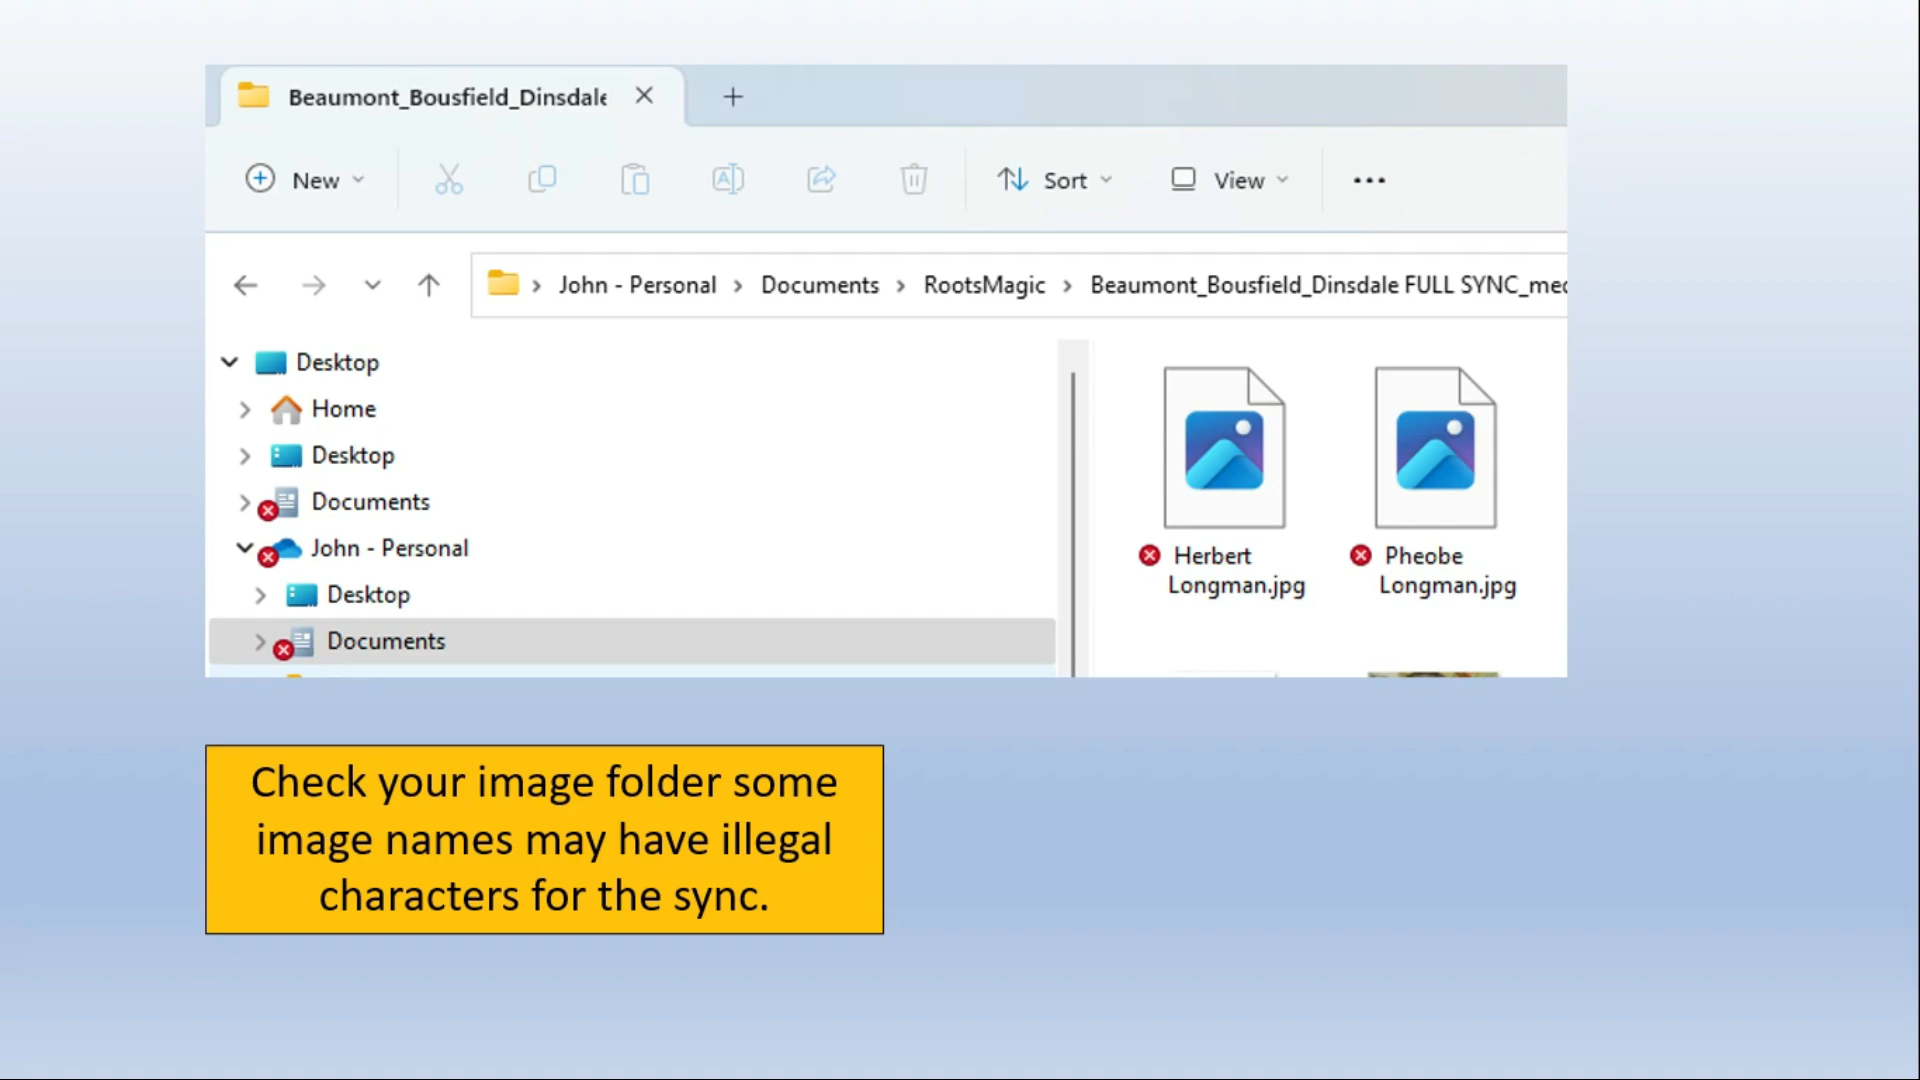 Beaumont_Bousfield_Dinsdale
New
Sort
View
John - Personal > Documents > RootsMagic > Beaumont_Bousfield_Dinsdale FULL SYNC_med
Desktop
Home
Desktop
Documents
John - Personal
Desktop
Documents
Herbert
Longman.jpg
Pheobe
Longman.jpg
Check your image folder some
image names may have illegal
characters for the sync.